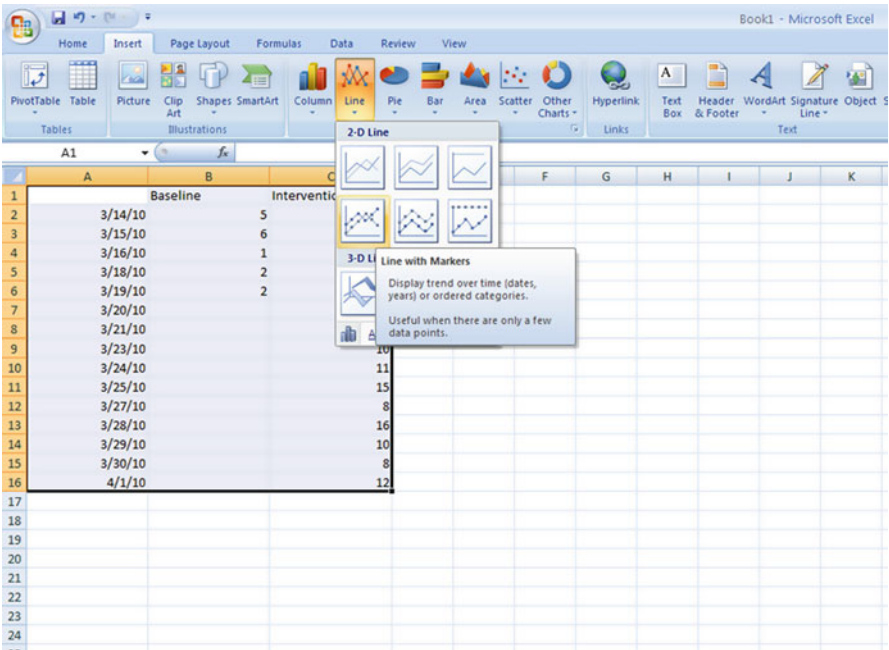 Book1 - Microsoft Excel
Home Insert Page Layout Formulas Data Review View
PivotTable Table Picture Clip Art Shapes SmartArt Column Line Pie Bar Area Scatter Other Charts Hyperlink Text Box Header & Footer WordArt Signature Line Object
Tables Illustrations Links Text
A1 fx
2-D Line
A B C F G H I J K
1 Baseline
2 3/14/10 5
3 3/15/10 6
4 3/16/10 1
5 3/18/10 2
6 3/19/10 2
7 3/20/10
8 3/21/10
9 3/23/10 10
10 3/24/10 11
11 3/25/10 15
12 3/27/10 8
13 3/28/10 16
14 3/29/10 10
15 3/30/10 8
16 4/1/10 12
17
18
19
20
21
22
23
24
Line with Markers
Display trend over time (dates,
years) or ordered categories.
Useful when there are only a few
data points.